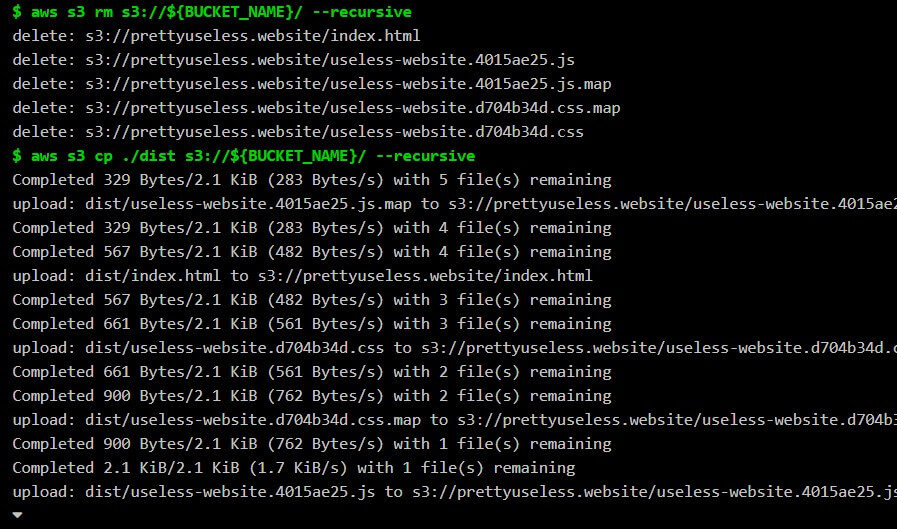 $ aws s3 rm s3://${BUCKET_NAME}/ --recursive
delete: s3://prettyuseless.website/index.html
delete: s3://prettyuseless.website/useless-website.4015ae25.js
delete: s3://prettyuseless.website/useless-website.4015ae25.js.map
delete: s3://prettyuseless.website/useless-website.d704b34d.css.map
delete: s3://prettyuseless.website/useless-website.d704b34d.css
$ aws s3 cp ./dist s3://${BUCKET_NAME}/ --recursive
Completed 329 Bytes/2.1 KiB (283 Bytes/s) with 5 file(s) remaining
upload: dist/useless-website.4015ae25.js.map to s3://prettyuseless.website/useless-website.4015ae2
Completed 329 Bytes/2.1 KiB (283 Bytes/s) with 4 file(s) remaining
Completed 567 Bytes/2.1 KiB (482 Bytes/s) with 4 file(s) remaining
upload: dist/index.html to s3://prettyuseless.website/index.html
Completed 567 Bytes/2.1 KiB (482 Bytes/s) with 3 file(s) remaining
Completed 661 Bytes/2.1 KiB (561 Bytes/s) with 3 file(s) remaining
upload: dist/useless-website.d704b34d.css to s3://prettyuseless.website/useless-website.d704b34d.c
Completed 661 Bytes/2.1 KiB (561 Bytes/s) with 2 file(s) remaining
Completed 900 Bytes/2.1 KiB (762 Bytes/s) with 2 file(s) remaining
upload: dist/useless-website.d704b34d.css.map to s3://prettyuseless.website/useless-website.d704b3
Completed 900 Bytes/2.1 KiB (762 Bytes/s) with 1 file(s) remaining
Completed 2.1 KiB/2.1 KiB (1.7 KiB/s) with 1 file(s) remaining
upload: dist/useless-website.4015ae25.js to s3://prettyuseless.website/useless-website.4015ae25.js